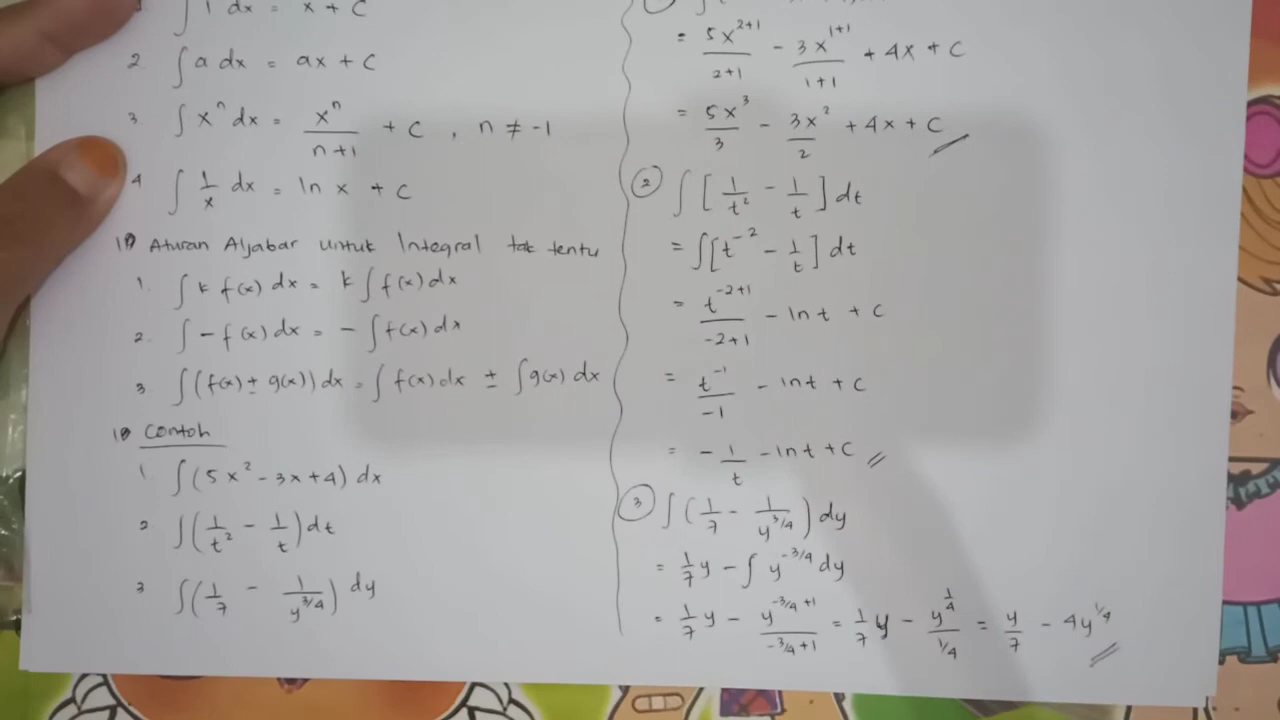 1. ∫ 1 dx = x + C
2. ∫ a dx = ax + C
3. ∫ xⁿ dx = xⁿ/(n+1) + C , n ≠ -1
4 ∫ 1/x dx = ln x + C
Aturan Aljabar untuk Integral tak tentu
1. ∫ k f(x) dx = k ∫ f(x) dx
2. ∫ - f(x) dx = - ∫ f(x) dx
3 ∫ (f(x) ± g(x)) dx = ∫ f(x) dx ± ∫ g(x) dx
Contoh
1 ∫ (5x² - 3x + 4) dx
2 ∫ (1/t² - 1/t) dt
3 ∫ (1/7 - 1/y^(3/4)) dy
= 5x^(2+1)/(2+1) - 3x^(1+1)/(1+1) + 4x + C
= 5x³/3 - 3x²/2 + 4x + C
② ∫ [1/t² - 1/t] dt
= ∫ [t⁻² - 1/t] dt
= t^(-2+1)/(-2+1) - ln t + C
= t⁻¹/-1 - ln t + C
= - 1/t - ln t + C
③ ∫ (1/7 - 1/y^(3/4)) dy
= 1/7 y - ∫ y^(-3/4) dy
= 1/7 y - y^(-3/4+1)/(-3/4+1) = 1/7 y - y^(1/4)/(1/4) = y/7 - 4y^(1/4)